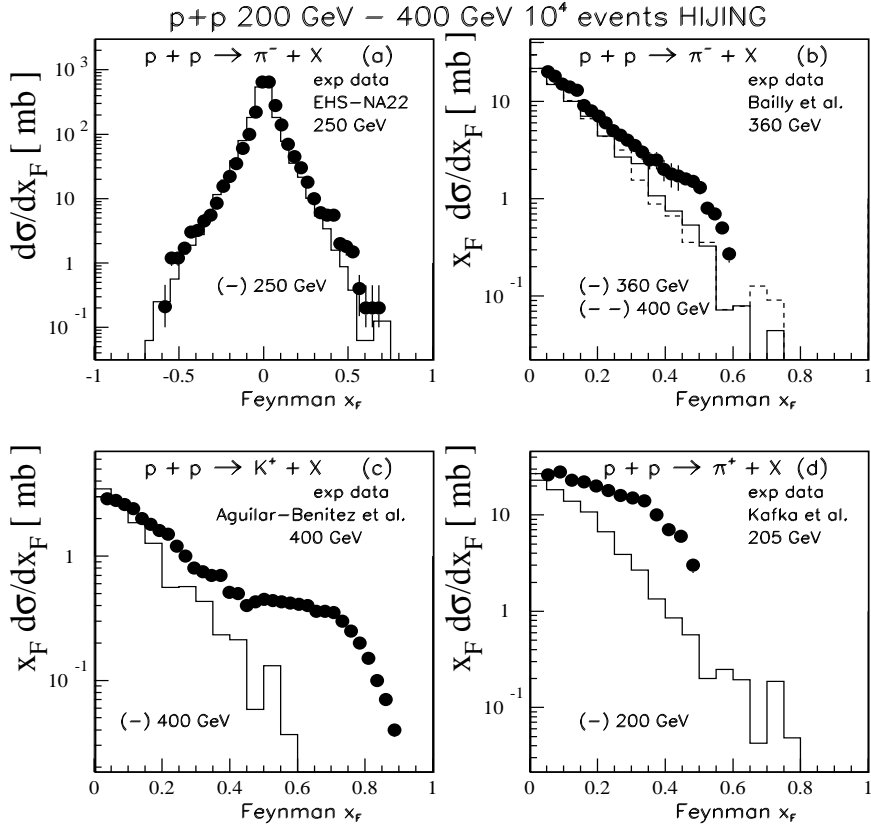 p+p 200 GeV − 400 GeV 10⁴ events HIJING
p + p → π⁻ + X (a)
exp data
EHS−NA22
250 GeV
(−) 250 GeV
dσ/dx_F [ mb ]
10³
10²
10
1
10⁻¹
-1 -0.5 0 0.5 1
Feynman x_F
p + p → π⁻ + X (b)
exp data
Bailly et al.
360 GeV
(−) 360 GeV
(− −) 400 GeV
x_F dσ/dx_F [ mb ]
10
1
10⁻¹
0 0.2 0.4 0.6 0.8 1
Feynman x_F
p + p → K⁺ + X (c)
exp data
Aguilar−Benitez et al.
400 GeV
(−) 400 GeV
x_F dσ/dx_F [ mb ]
1
10⁻¹
0 0.2 0.4 0.6 0.8 1
Feynman x_F
p + p → π⁺ + X (d)
exp data
Kafka et al.
205 GeV
(−) 200 GeV
x_F dσ/dx_F [ mb ]
10
1
10⁻¹
0 0.2 0.4 0.6 0.8 1
Feynman x_F